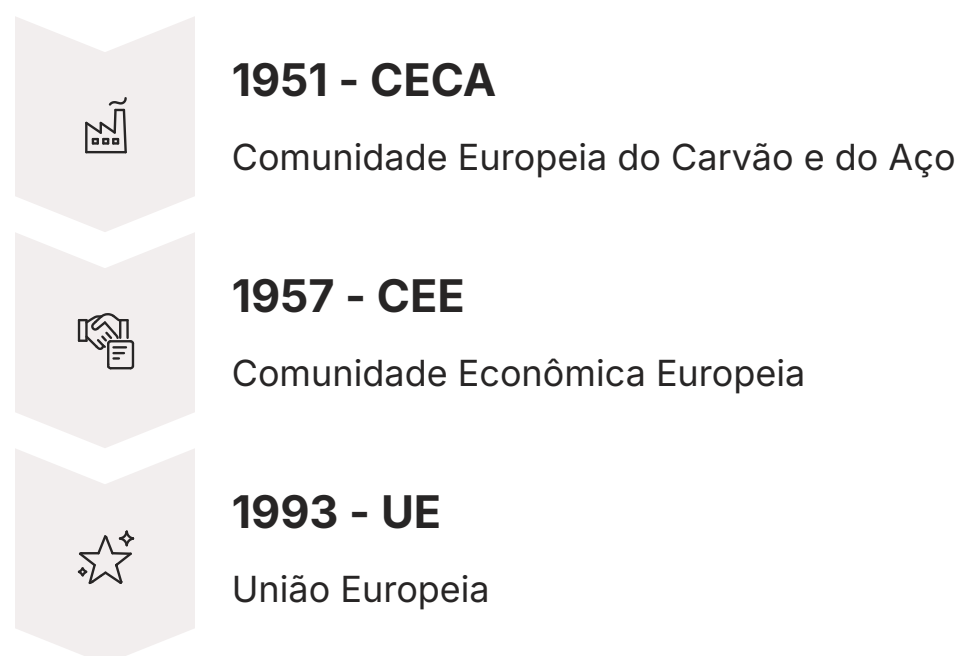 1951 - CECA
Comunidade Europeia do Carvão e do Aço
1957 - CEE
Comunidade Econômica Europeia
1993 - UE
União Europeia